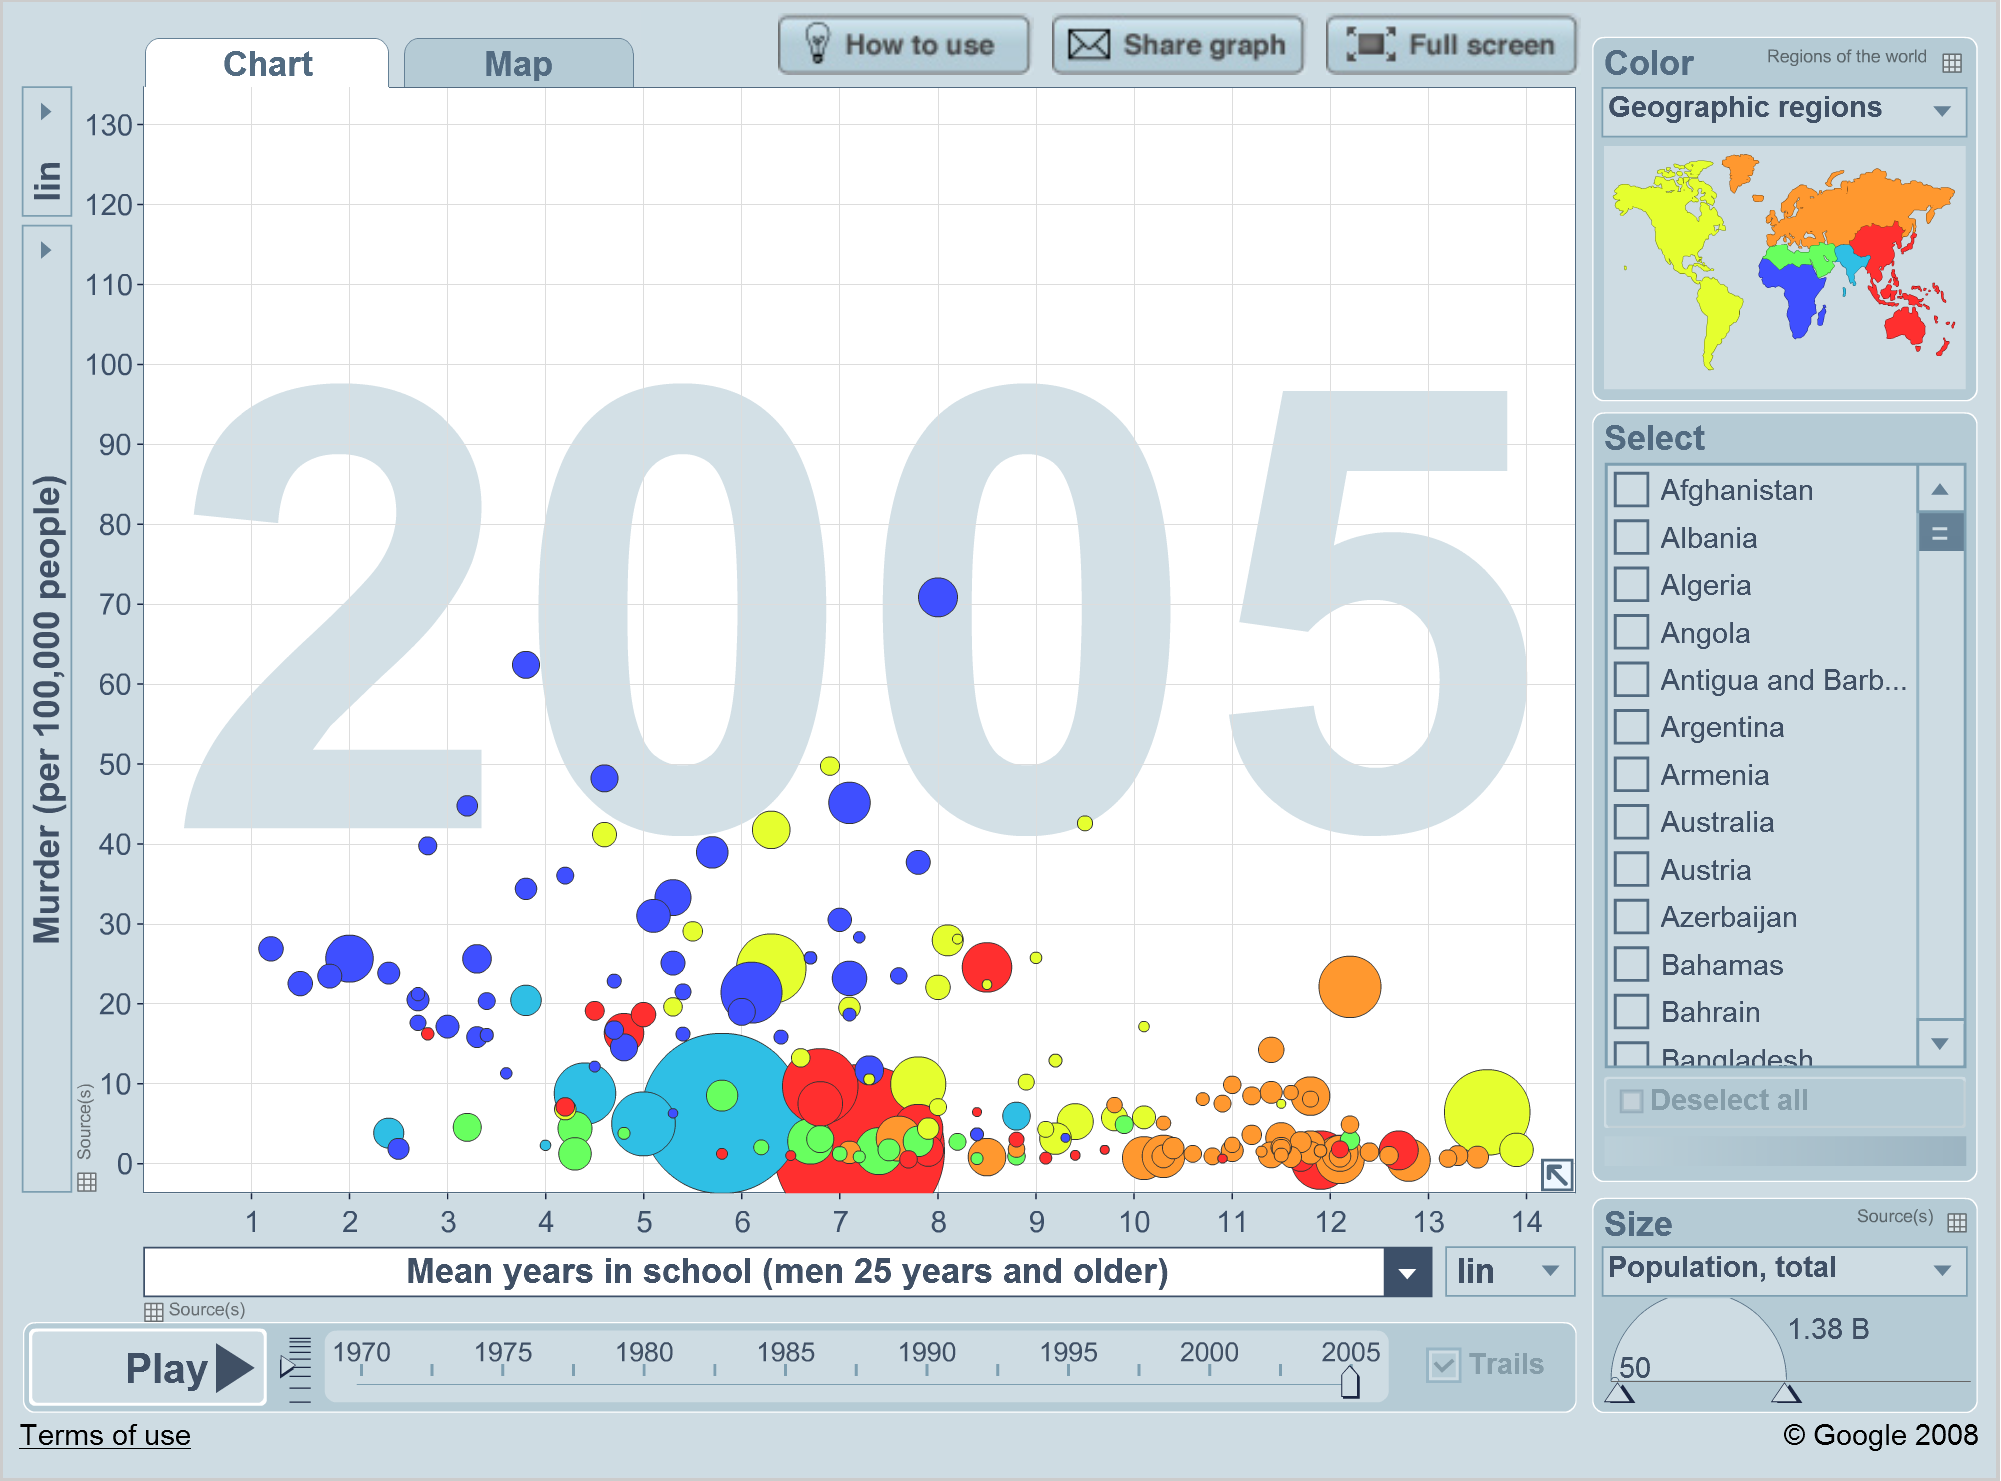 How to use
Share graph
Full screen
Chart
Map
Color
Regions of the world
Geographic regions
lin
Murder (per 100,000 people)
Source(s)
130
120
110
100
90
80
70
60
50
40
30
20
10
0
2005
1 2 3 4 5 6 7 8 9 10 11 12 13 14
Mean years in school (men 25 years and older)
lin
Source(s)
Select
Afghanistan
Albania
Algeria
Angola
Antigua and Barb...
Argentina
Armenia
Australia
Austria
Azerbaijan
Bahamas
Bahrain
Bangladesh
Deselect all
Size
Source(s)
Population, total
1.38 B
50
Play
1970 1975 1980 1985 1990 1995 2000 2005
Trails
Terms of use
© Google 2008